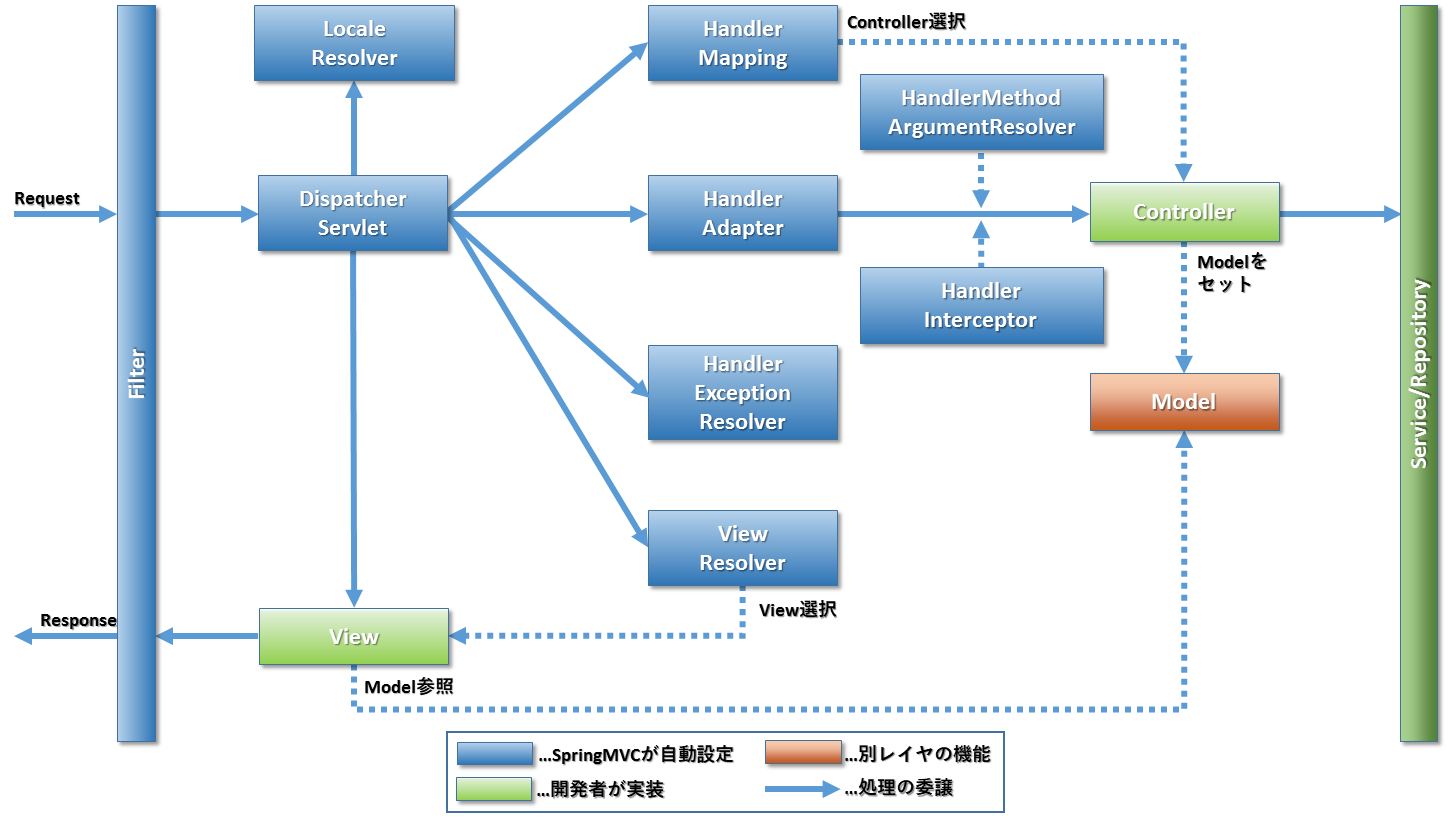 Locale
Resolver
Handler
Mapping
Controller選択
HandlerMethod
ArgumentResolver
Request
Dispatcher
Servlet
Handler
Adapter
Controller
Modelを
セット
Handler
Interceptor
Filter
Handler
Exception
Resolver
Model
Service/Repository
View
Resolver
View選択
Response
View
Model参照
...SpringMVCが自動設定
...別レイヤの機能
...開発者が実装
...処理の委譲